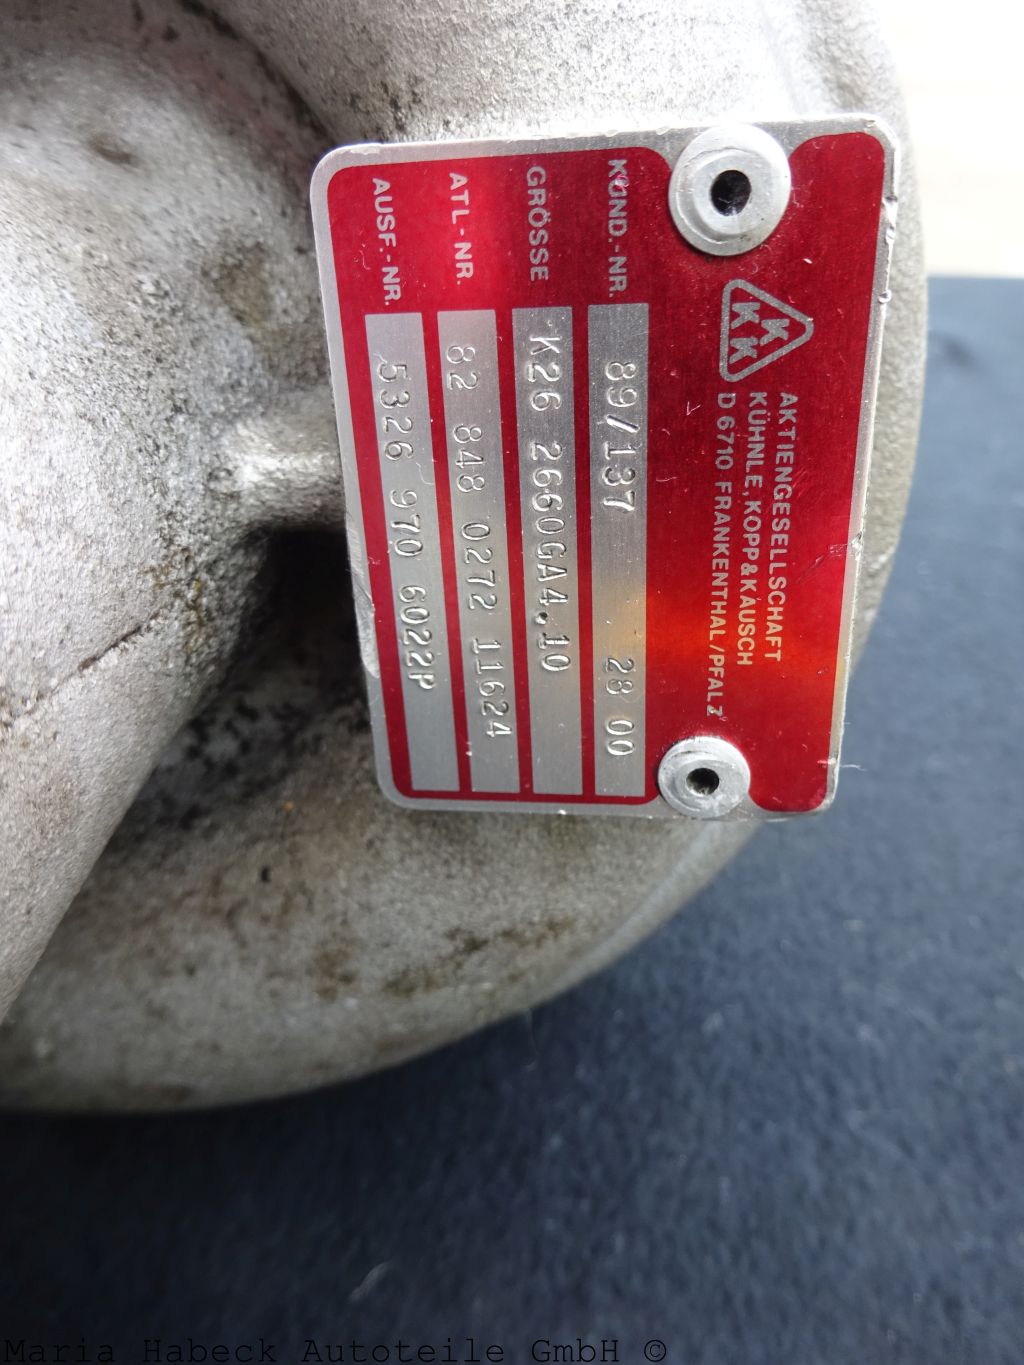 KKK
AKTIENGESELLSCHAFT
KÜHNLE, KOPP & KAUSCH
D 6710 FRANKENTHAL/PFALZ
KUND.-NR. 89/137 28 00
GRÖSSE K26 2660GA4,10
ATL-NR. 82 848 0272 11624
AUSF.-NR. 5326 970 6022P
Maria Habeck Autoteile GmbH ©